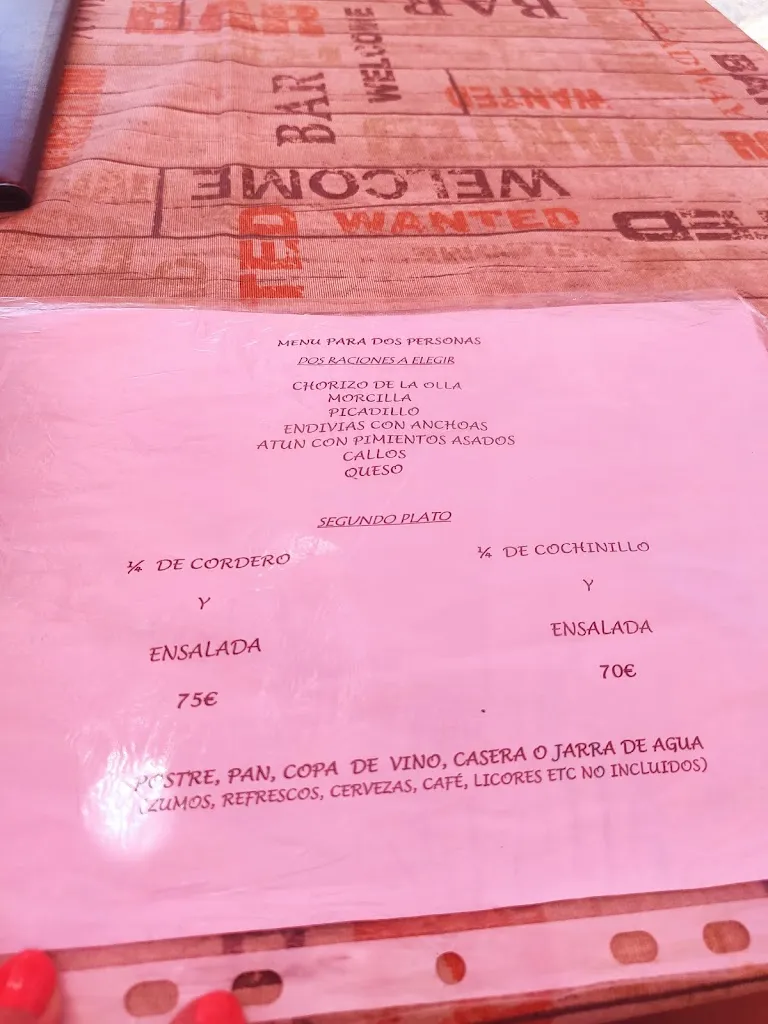 BAR
WELCOME
BAR
WANTED
WELCOME
WANTED
TED
MENU PARA DOS PERSONAS
DOS RACIONES A ELEGIR
CHORIZO DE LA OLLA
MORCILLA
PICADILLO
ENDIVIAS CON ANCHOAS
ATUN CON PIMIENTOS ASADOS
CALLOS
QUESO
SEGUNDO PLATO
¼ DE CORDERO
Y
ENSALADA
75€
¼ DE COCHINILLO
Y
ENSALADA
70€
POSTRE, PAN, COPA DE VINO, CASERA O JARRA DE AGUA
(ZUMOS, REFRESCOS, CERVEZAS, CAFÉ, LICORES ETC NO INCLUIDOS)